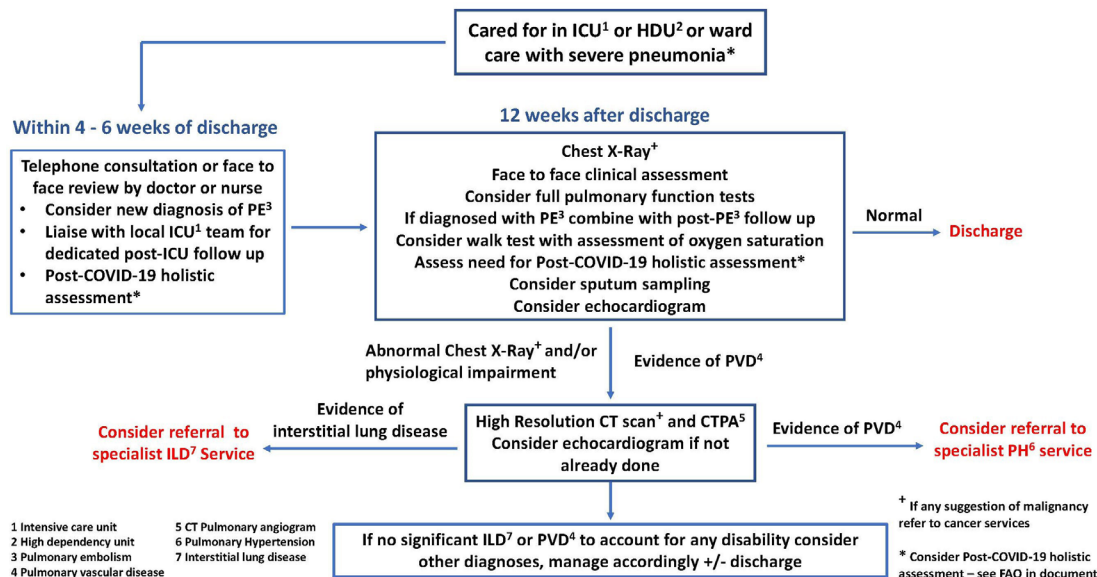 Cared for in ICU¹ or HDU² or ward
care with severe pneumonia*
Within 4 - 6 weeks of discharge
Telephone consultation or face to
face review by doctor or nurse
• Consider new diagnosis of PE³
• Liaise with local ICU¹ team for
dedicated post-ICU follow up
• Post-COVID-19 holistic
assessment*
12 weeks after discharge
Chest X-Ray⁺
Face to face clinical assessment
Consider full pulmonary function tests
If diagnosed with PE³ combine with post-PE³ follow up
Consider walk test with assessment of oxygen saturation
Assess need for Post-COVID-19 holistic assessment*
Consider sputum sampling
Consider echocardiogram
Normal
Discharge
Abnormal Chest X-Ray⁺ and/or
physiological impairment
Evidence of PVD⁴
High Resolution CT scan⁺ and CTPA⁵
Consider echocardiogram if not
already done
Evidence of
interstitial lung disease
Consider referral to
specialist ILD⁷ Service
Evidence of PVD⁴
Consider referral to
specialist PH⁶ service
If no significant ILD⁷ or PVD⁴ to account for any disability consider
other diagnoses, manage accordingly +/- discharge
1 Intensive care unit
2 High dependency unit
3 Pulmonary embolism
4 Pulmonary vascular disease
5 CT Pulmonary angiogram
6 Pulmonary Hypertension
7 Interstitial lung disease
⁺ If any suggestion of malignancy
refer to cancer services
* Consider Post-COVID-19 holistic
assessment – see FAQ in document